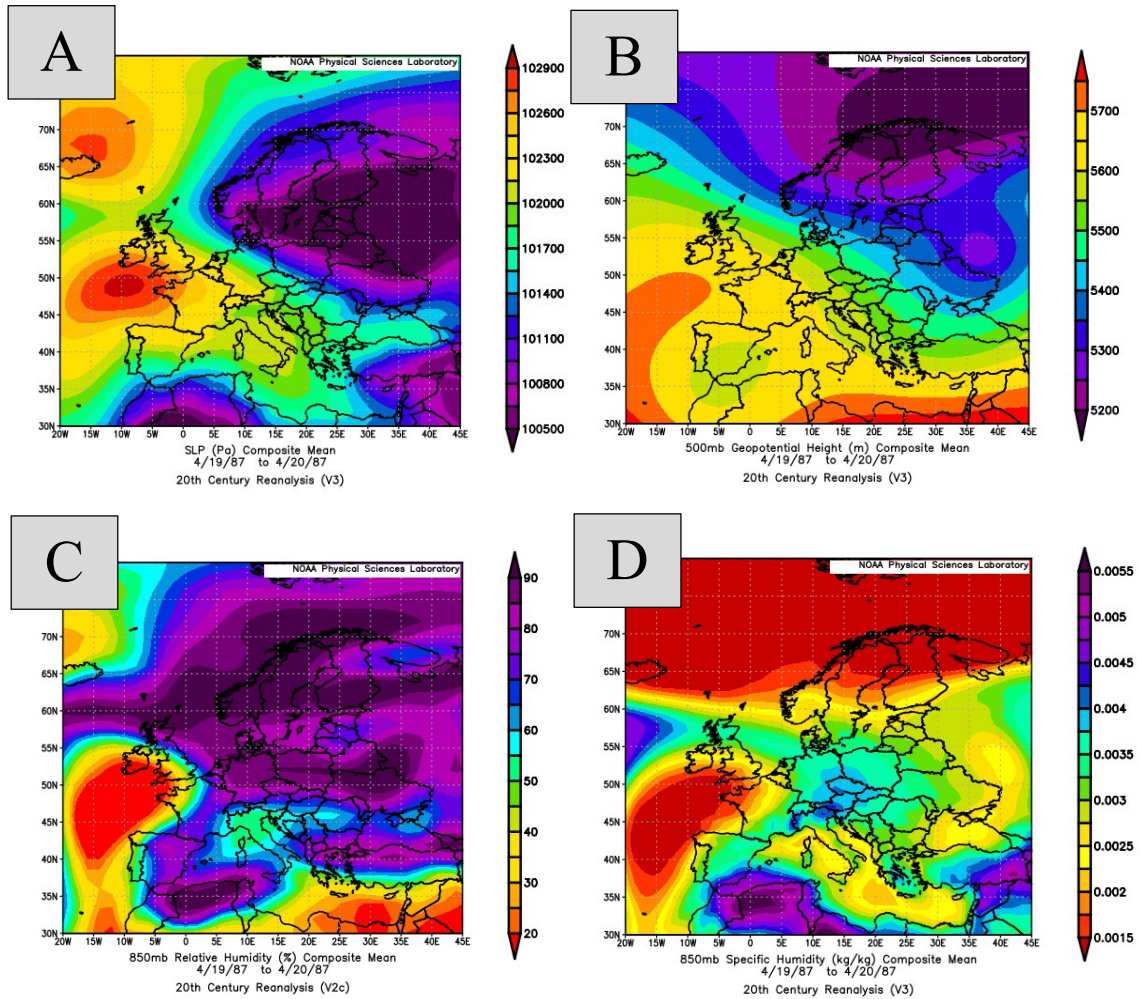 A
NOAA Physical Sciences Laboratory
70N
65N
60N
55N
50N
45N
40N
35N
30N
20W 15W 10W 5W 0 5E 10E 15E 20E 25E 30E 35E 40E 45E
102900
102600
102300
102000
101700
101400
101100
100800
100500
SLP (Pa) Composite Mean
4/19/87 to 4/20/87
20th Century Reanalysis (V3)
B
NOAA Physical Sciences Laboratory
70N
65N
60N
55N
50N
45N
40N
35N
30N
20W 15W 10W 5W 0 5E 10E 15E 20E 25E 30E 35E 40E 45E
5700
5600
5500
5400
5300
5200
500mb Geopotential Height (m) Composite Mean
4/19/87 to 4/20/87
20th Century Reanalysis (V3)
C
NOAA Physical Sciences Laboratory
70N
65N
60N
55N
50N
45N
40N
35N
30N
20W 15W 10W 5W 0 5E 10E 15E 20E 25E 30E 35E 40E 45E
90
80
70
60
50
40
30
20
850mb Relative Humidity (%) Composite Mean
4/19/87 to 4/20/87
20th Century Reanalysis (V2c)
D
NOAA Physical Sciences Laboratory
70N
65N
60N
55N
50N
45N
40N
35N
30N
20W 15W 10W 5W 0 5E 10E 15E 20E 25E 30E 35E 40E 45E
0.0055
0.005
0.0045
0.004
0.0035
0.003
0.0025
0.002
0.0015
850mb Specific Humidity (kg/kg) Composite Mean
4/19/87 to 4/20/87
20th Century Reanalysis (V3)